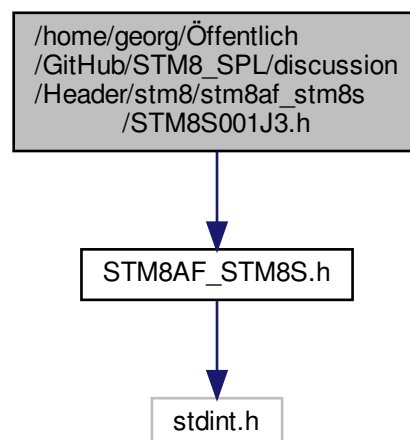 /home/georg/Öffentlich
/GitHub/STM8_SPL/discussion
/Header/stm8/stm8af_stm8s
/STM8S001J3.h
STM8AF_STM8S.h
stdint.h